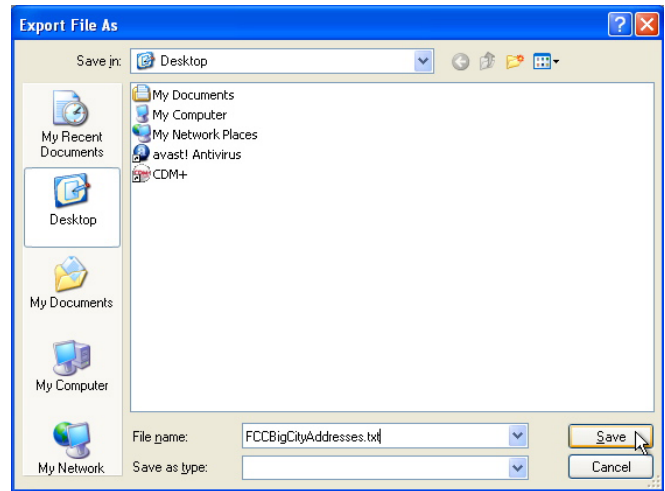 Export File As
Save in:
Desktop
My Recent
Documents
Desktop
My Documents
My Computer
My Network
My Documents
My Computer
My Network Places
avast! Antivirus
CDM+
File name:
FCCBigCityAddresses.txt
Save
Save as type:
Cancel